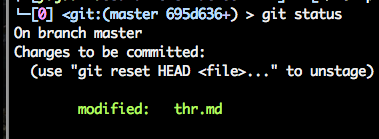 └─[0] <git:(master 695d636+) > git status
On branch master
Changes to be committed:
(use "git reset HEAD <file>..." to unstage)
modified: thr.md